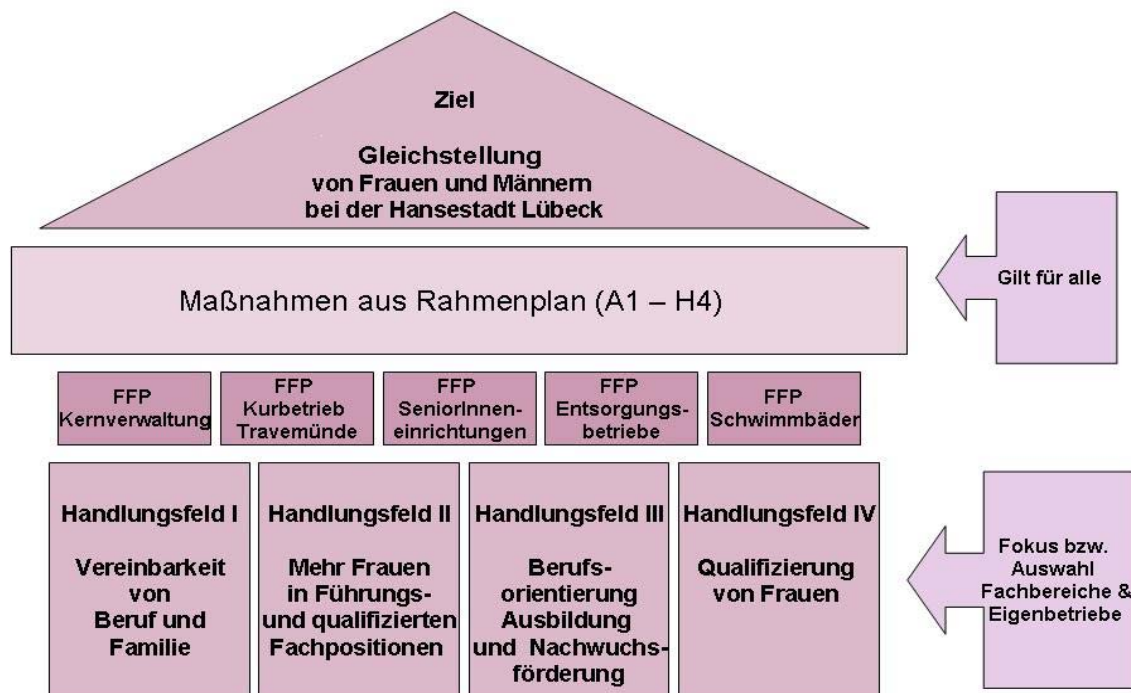 Ziel
Gleichstellung
von Frauen und Männern
bei der Hansestadt Lübeck
Gilt für alle
Maßnahmen aus Rahmenplan (A1 – H4)
FFP
Kernverwaltung
FFP
Kurbetrieb
Travemünde
FFP
SeniorInnen-
einrichtungen
FFP
Entsorgungs-
betriebe
FFP
Schwimmbäder
Handlungsfeld I
Vereinbarkeit
von
Beruf und
Familie
Handlungsfeld II
Mehr Frauen
in Führungs-
und qualifizierten
Fachpositionen
Handlungsfeld III
Berufs-
orientierung
Ausbildung
und Nachwuchs-
förderung
Handlungsfeld IV
Qualifizierung
von Frauen
Fokus bzw.
Auswahl
Fachbereiche &
Eigenbetriebe